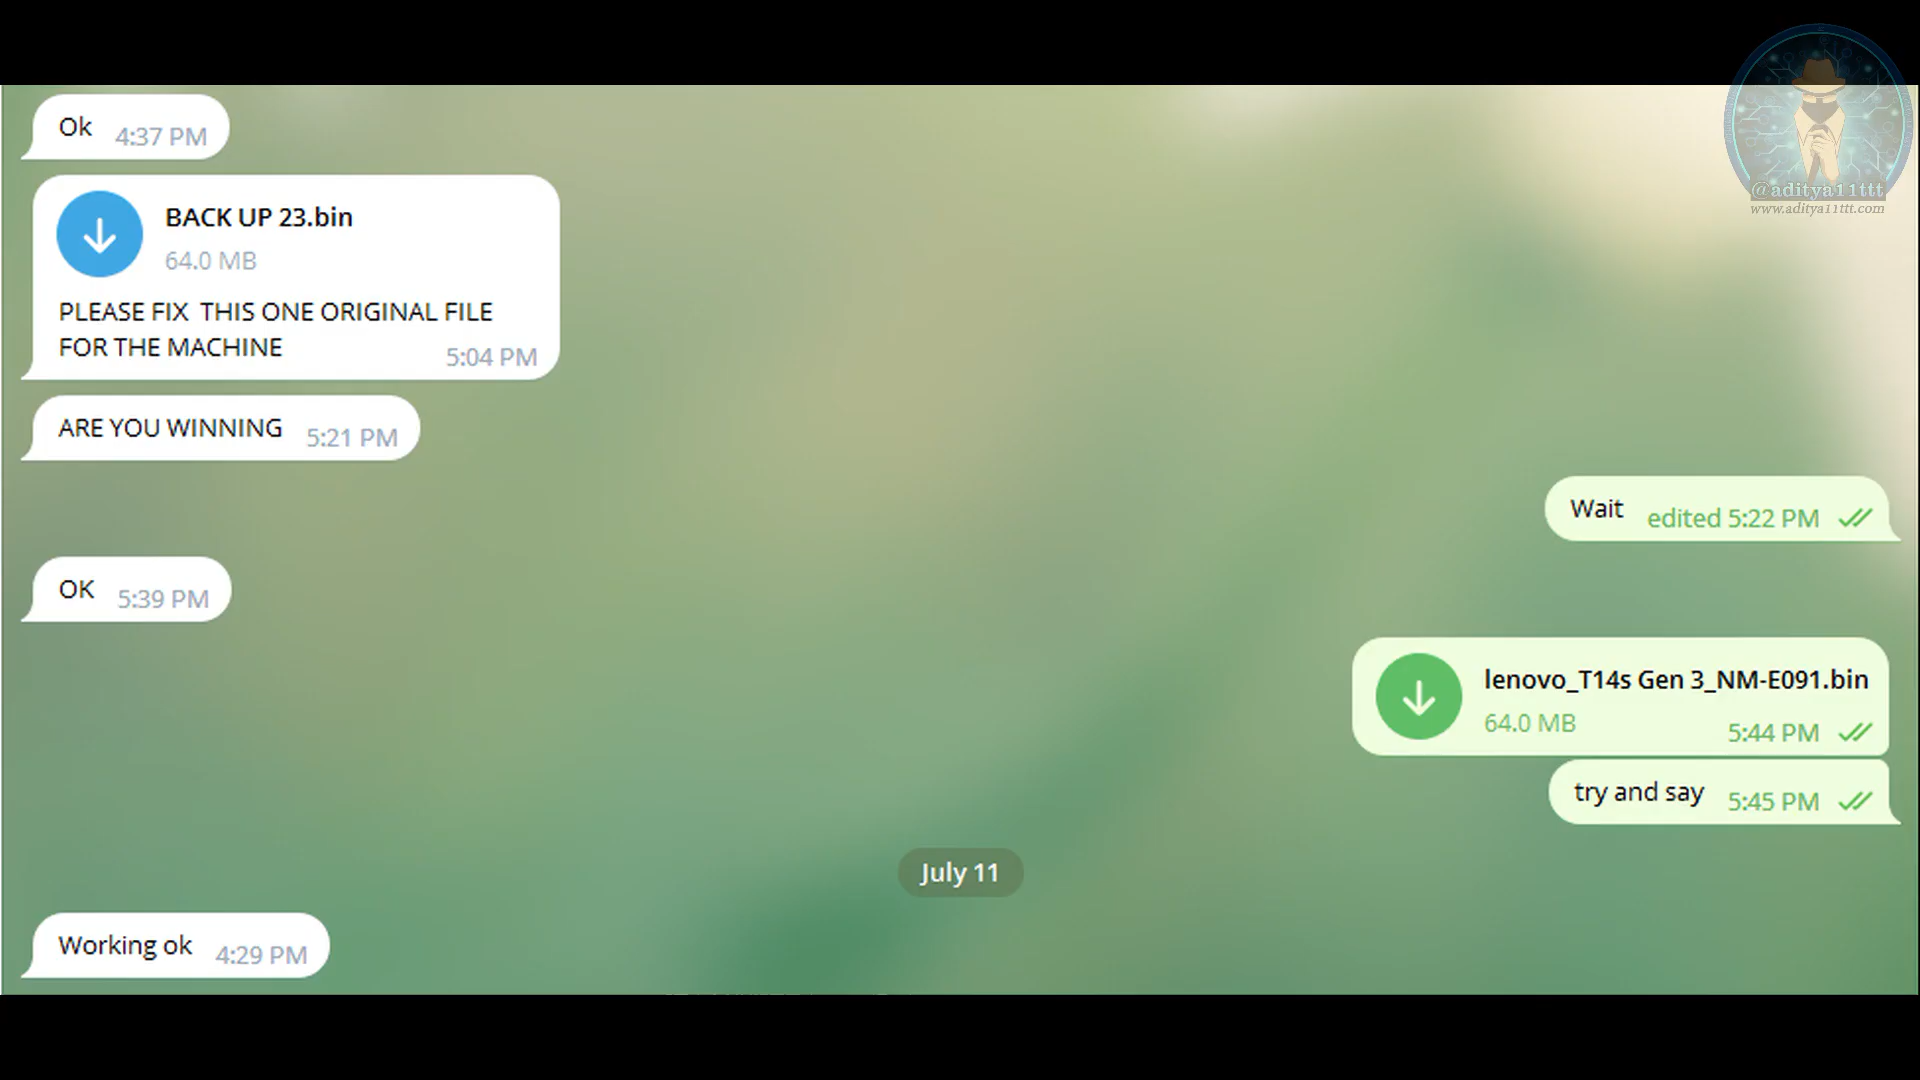 Ok 4:37 PM
@aditya11ttt
www.aditya11ttt.com
BACK UP 23.bin
64.0 MB
PLEASE FIX THIS ONE ORIGINAL FILE
FOR THE MACHINE
5:04 PM
ARE YOU WINNING 5:21 PM
Wait edited 5:22 PM
OK 5:39 PM
lenovo_T14s Gen 3_NM-E091.bin
64.0 MB
5:44 PM
try and say 5:45 PM
July 11
Working ok 4:29 PM